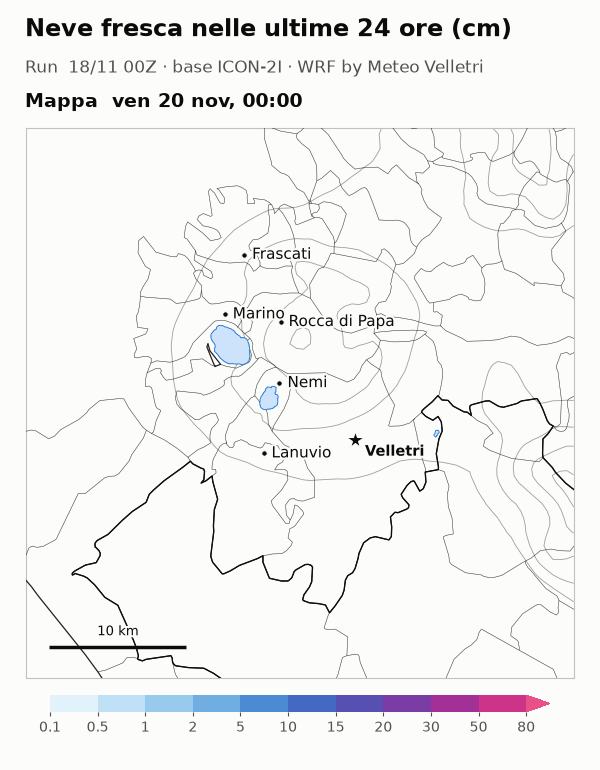 Neve fresca nelle ultime 24 ore (cm)
Run  18/11 00Z · base ICON-2I · WRF by Meteo Velletri
Mappa  ven 20 nov, 00:00
Frascati
Marino
Rocca di Papa
Nemi
Velletri
Lanuvio
10 km
0.1 0.5 1 2 5 10 15 20 30 50 80